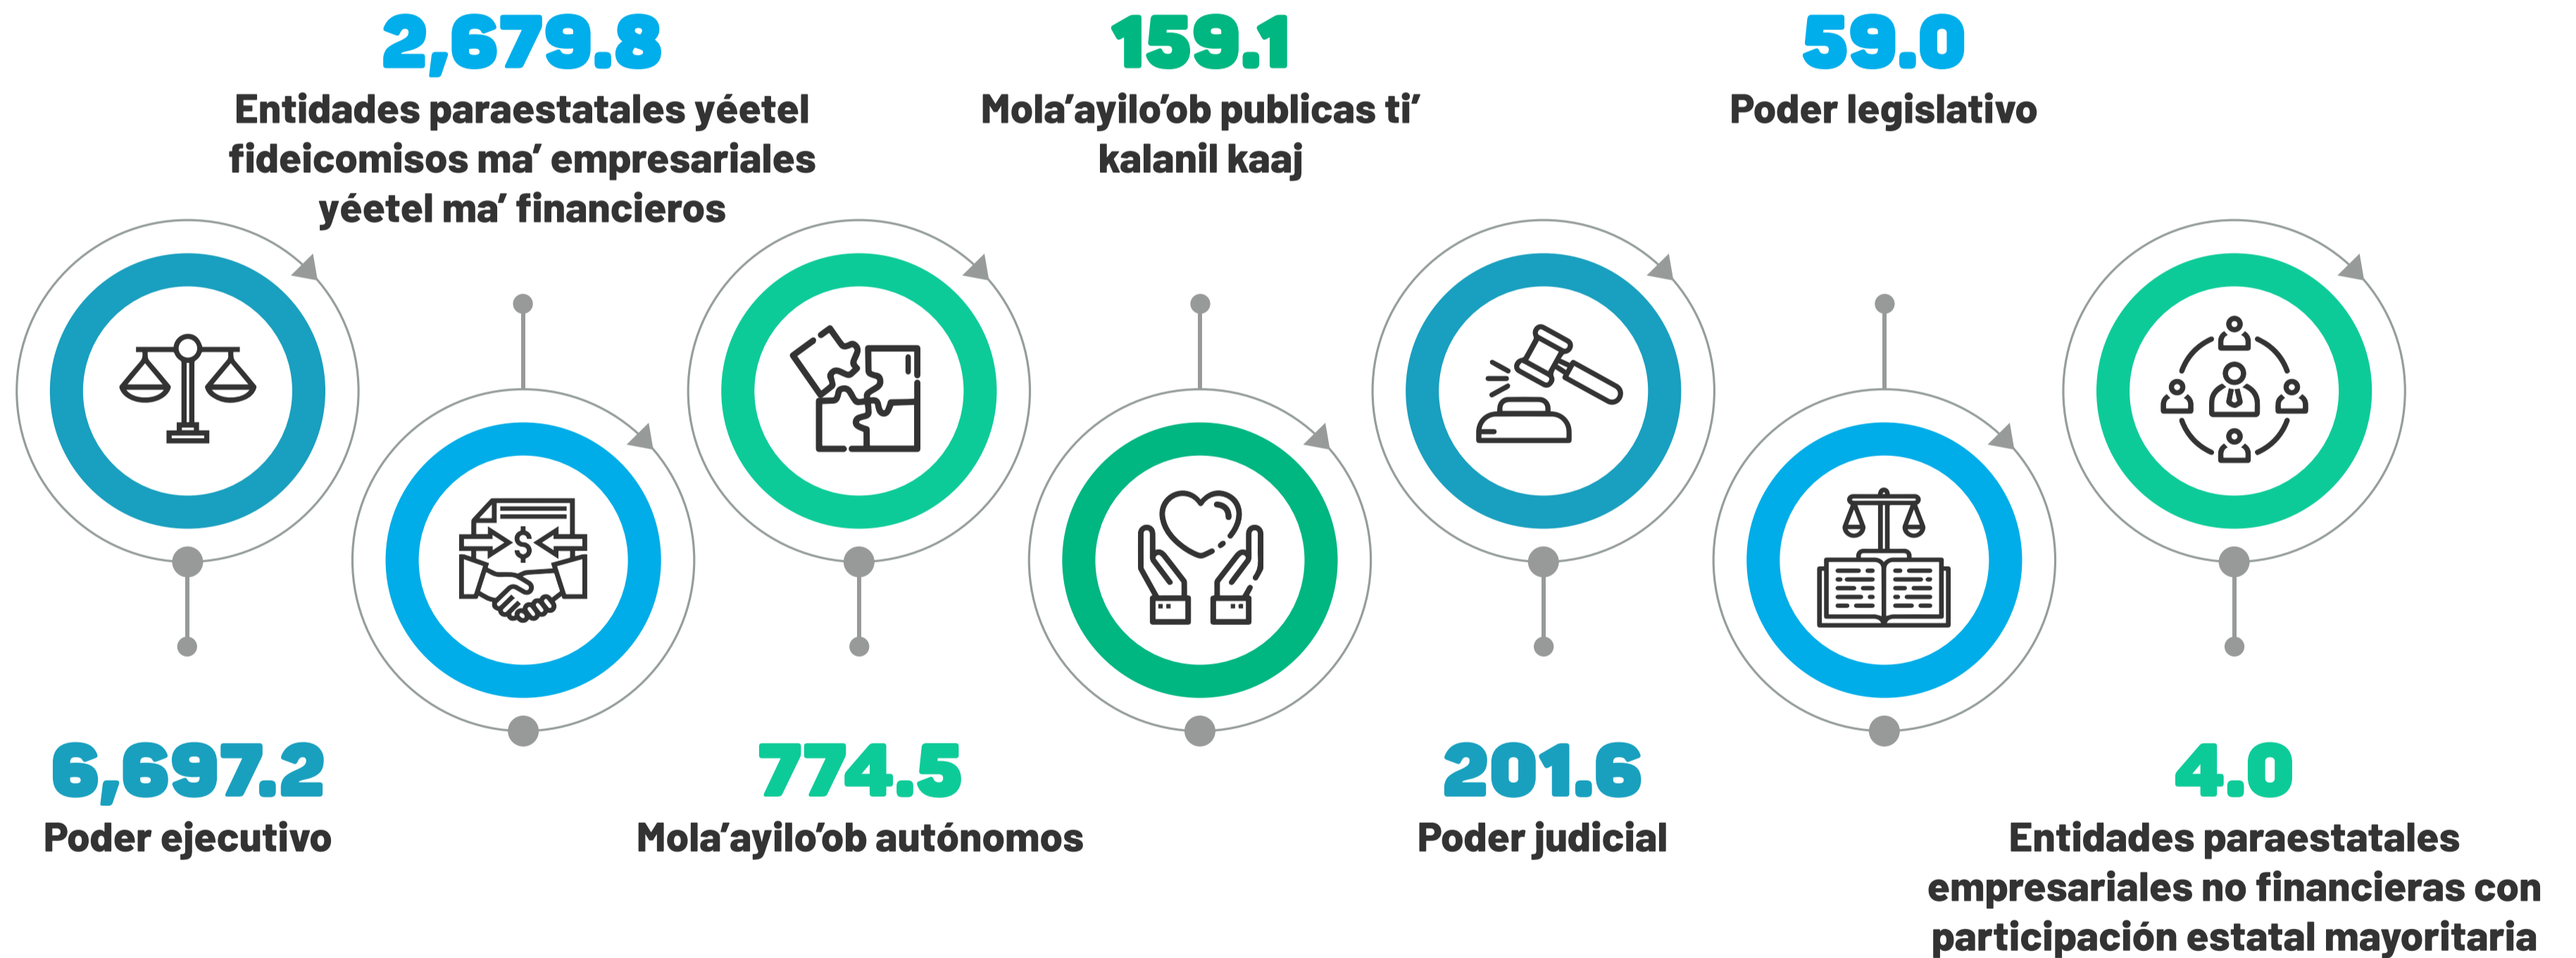 2,679.8
Entidades paraestatales yéetel
fideicomisos ma’ empresariales
yéetel ma’ financieros
159.1
Mola’ayilo’ob publicas ti’
kalanil kaaj
59.0
Poder legislativo
$
6,697.2
Poder ejecutivo
774.5
Mola’ayilo’ob autónomos
201.6
Poder judicial
4.0
Entidades paraestatales
empresariales no financieras con
participación estatal mayoritaria